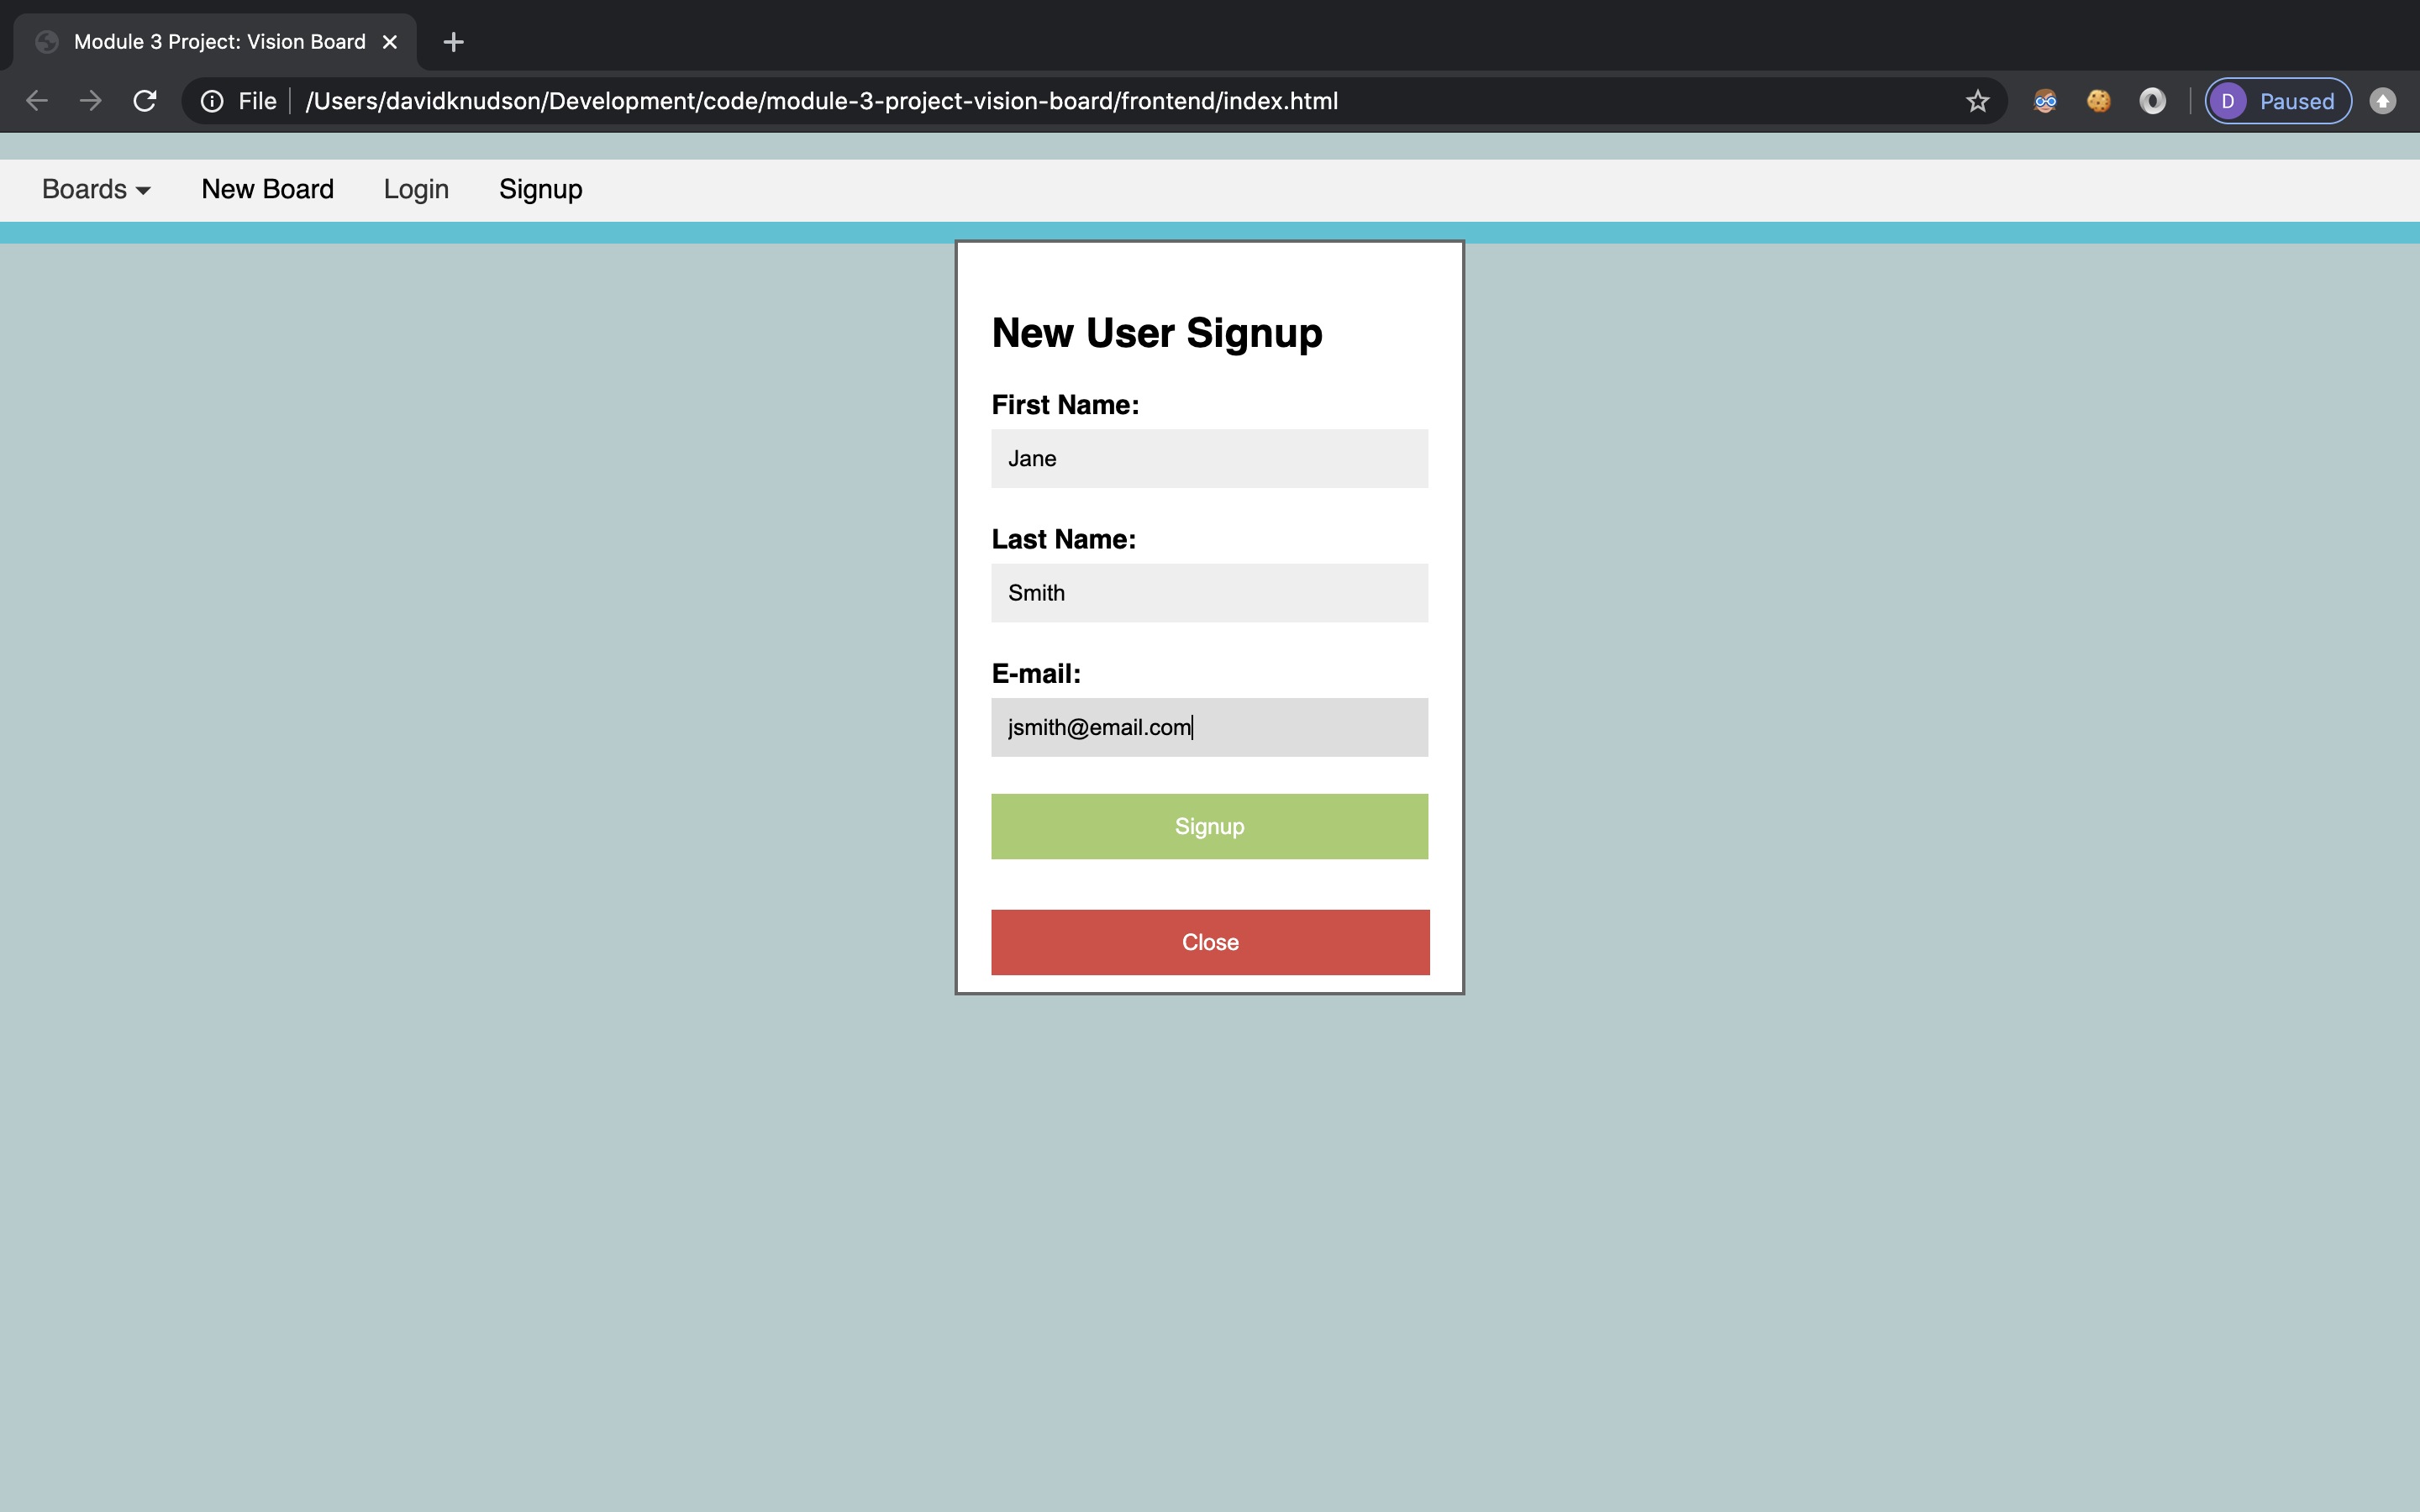 Module 3 Project: Vision Board
File /Users/davidknudson/Development/code/module-3-project-vision-board/frontend/index.html D Paused
Boards New Board Login Signup
New User Signup
First Name:
Jane
Last Name:
Smith
E-mail:
jsmith@email.com
Signup
Close